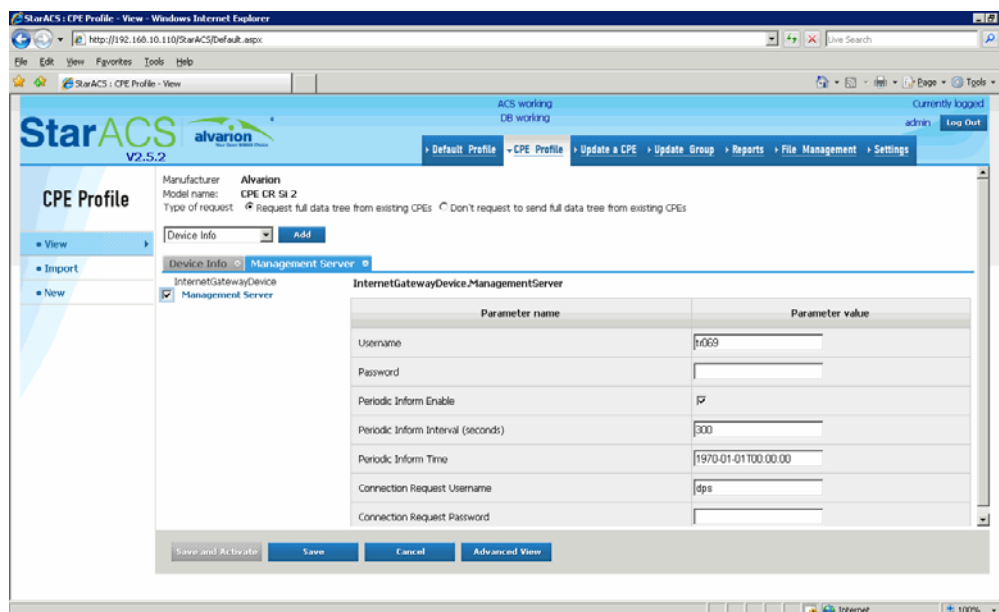 StarACS : CPE Profile - View - Windows Internet Explorer
http://192.168.10.110/StarACS/Default.aspx
Live Search
File Edit View Favorites Tools Help
StarACS : CPE Profile - View
Page Tools
ACS working
DB working
Currently logged
admin Log Out
StarACS
V2.5.2
alvarion
Default Profile CPE Profile Update a CPE Update Group Reports File Management Settings
CPE Profile
View
Import
New
Manufacturer Alvarion
Model name: CPE CR SI 2
Type of request Request full data tree from existing CPEs Don't request to send full data tree from existing CPEs
Device Info Add
Device Info Management Server
InternetGatewayDevice
Management Server
InternetGatewayDevice.ManagementServer
Parameter name Parameter value
Username tr069
Password
Periodic Inform Enable
Periodic Inform Interval (seconds) 300
Periodic Inform Time 1970-01-01T00:00:00
Connection Request Username dps
Connection Request Password
Save and Activate Save Cancel Advanced View
Internet 100%